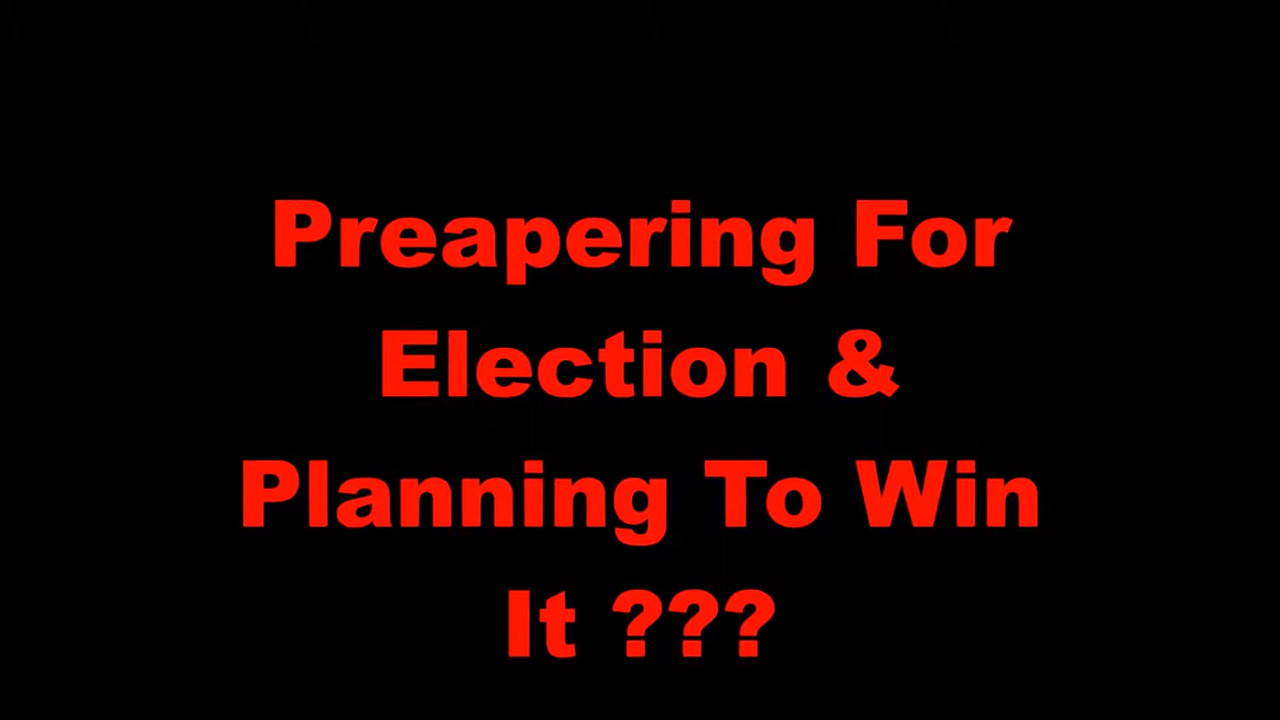 Preapering For
Election &
Planning To Win
It ???